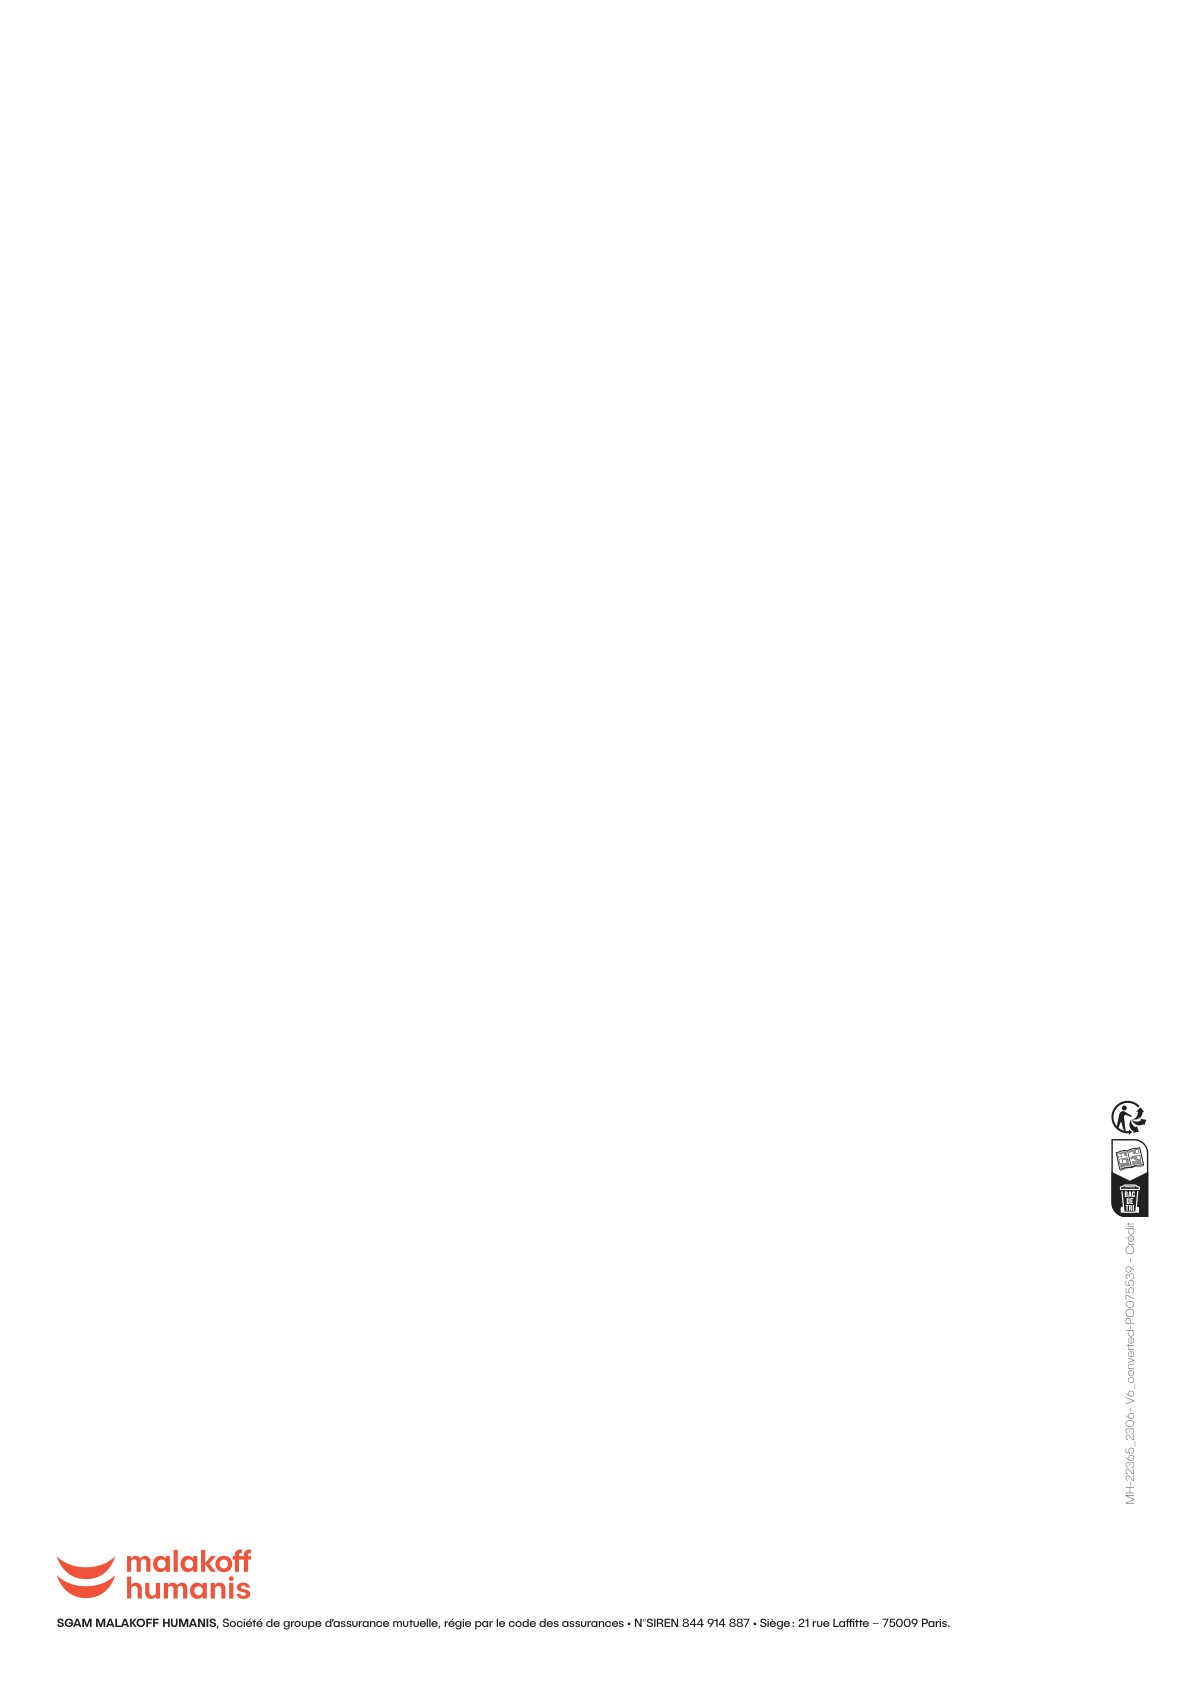 BAC
DE
TRI
MH-22365_2306- V6_converted-PO075539 - Crédit
malakoff
humanis
SGAM MALAKOFF HUMANIS, Société de groupe d’assurance mutuelle, régie par le code des assurances • N°SIREN 844 914 887 • Siège : 21 rue Laffitte – 75009 Paris.